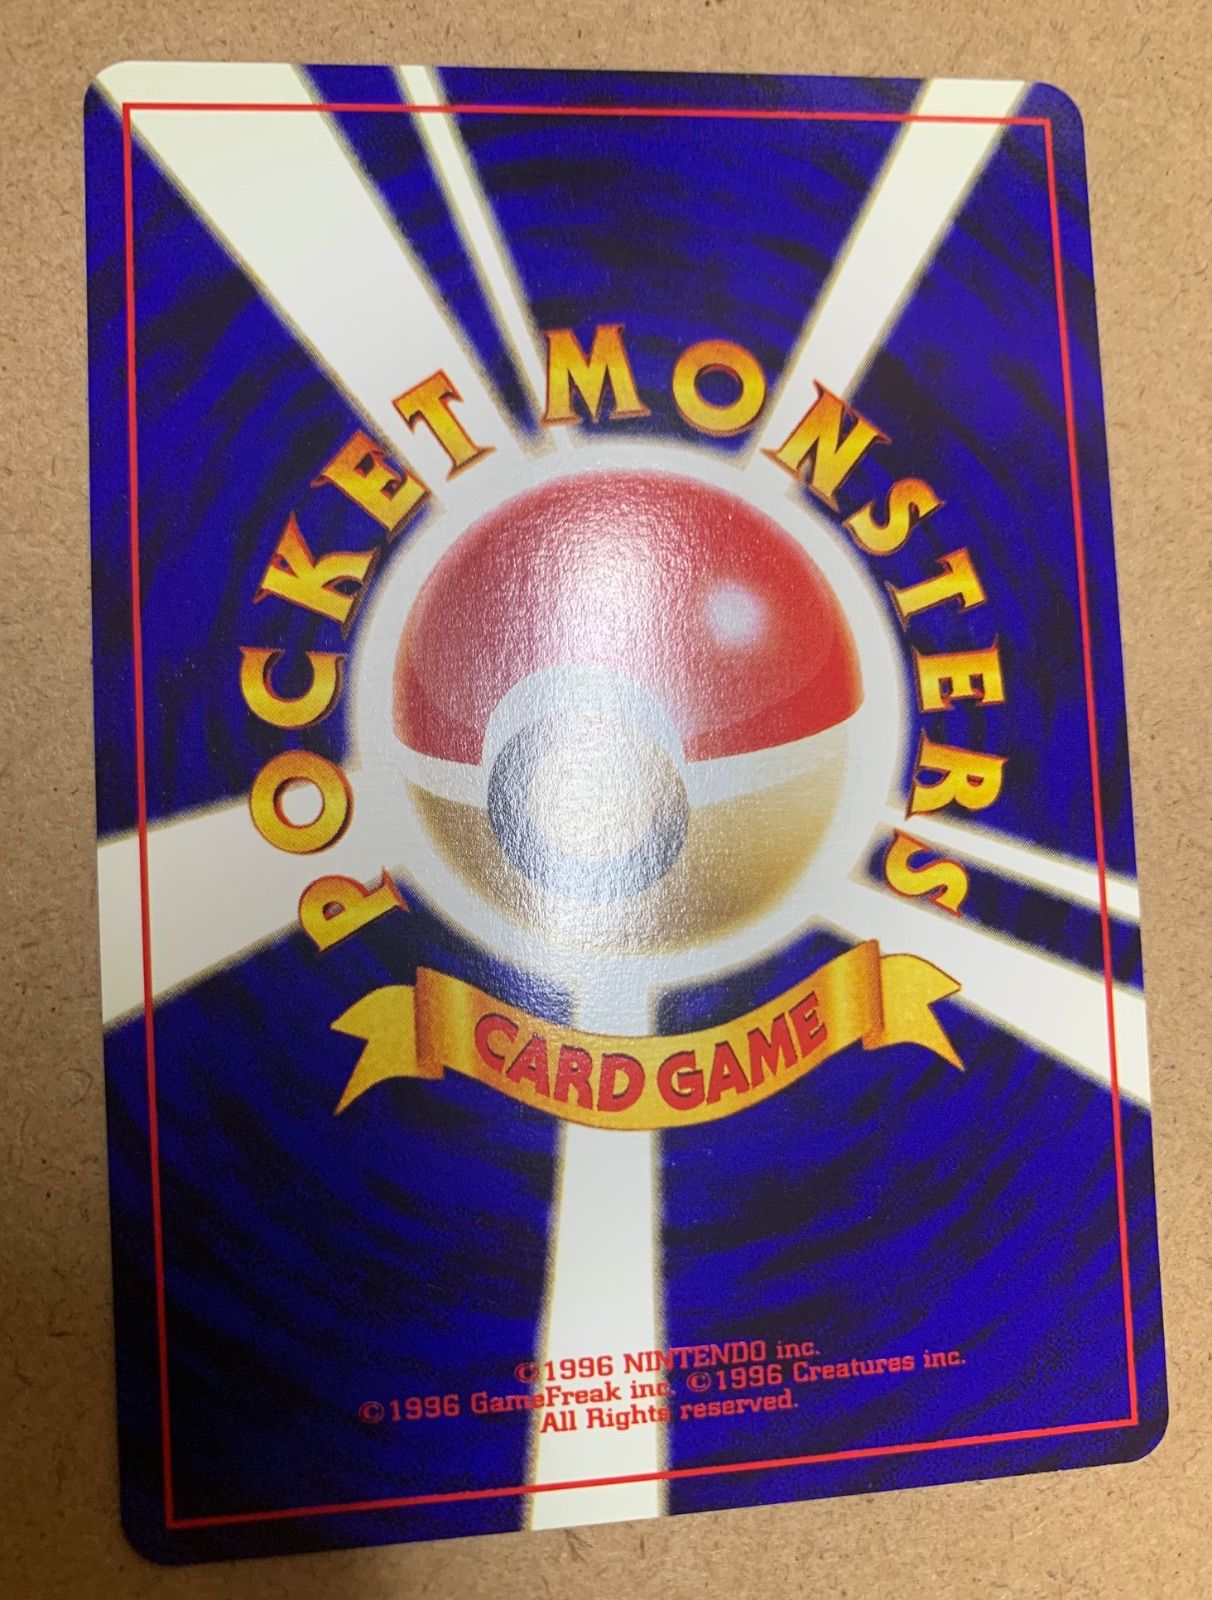 POCKET MONSTERS
CARD GAME
©1996 NINTENDO inc.
©1996 GameFreak inc. ©1996 Creatures inc.
All Rights reserved.